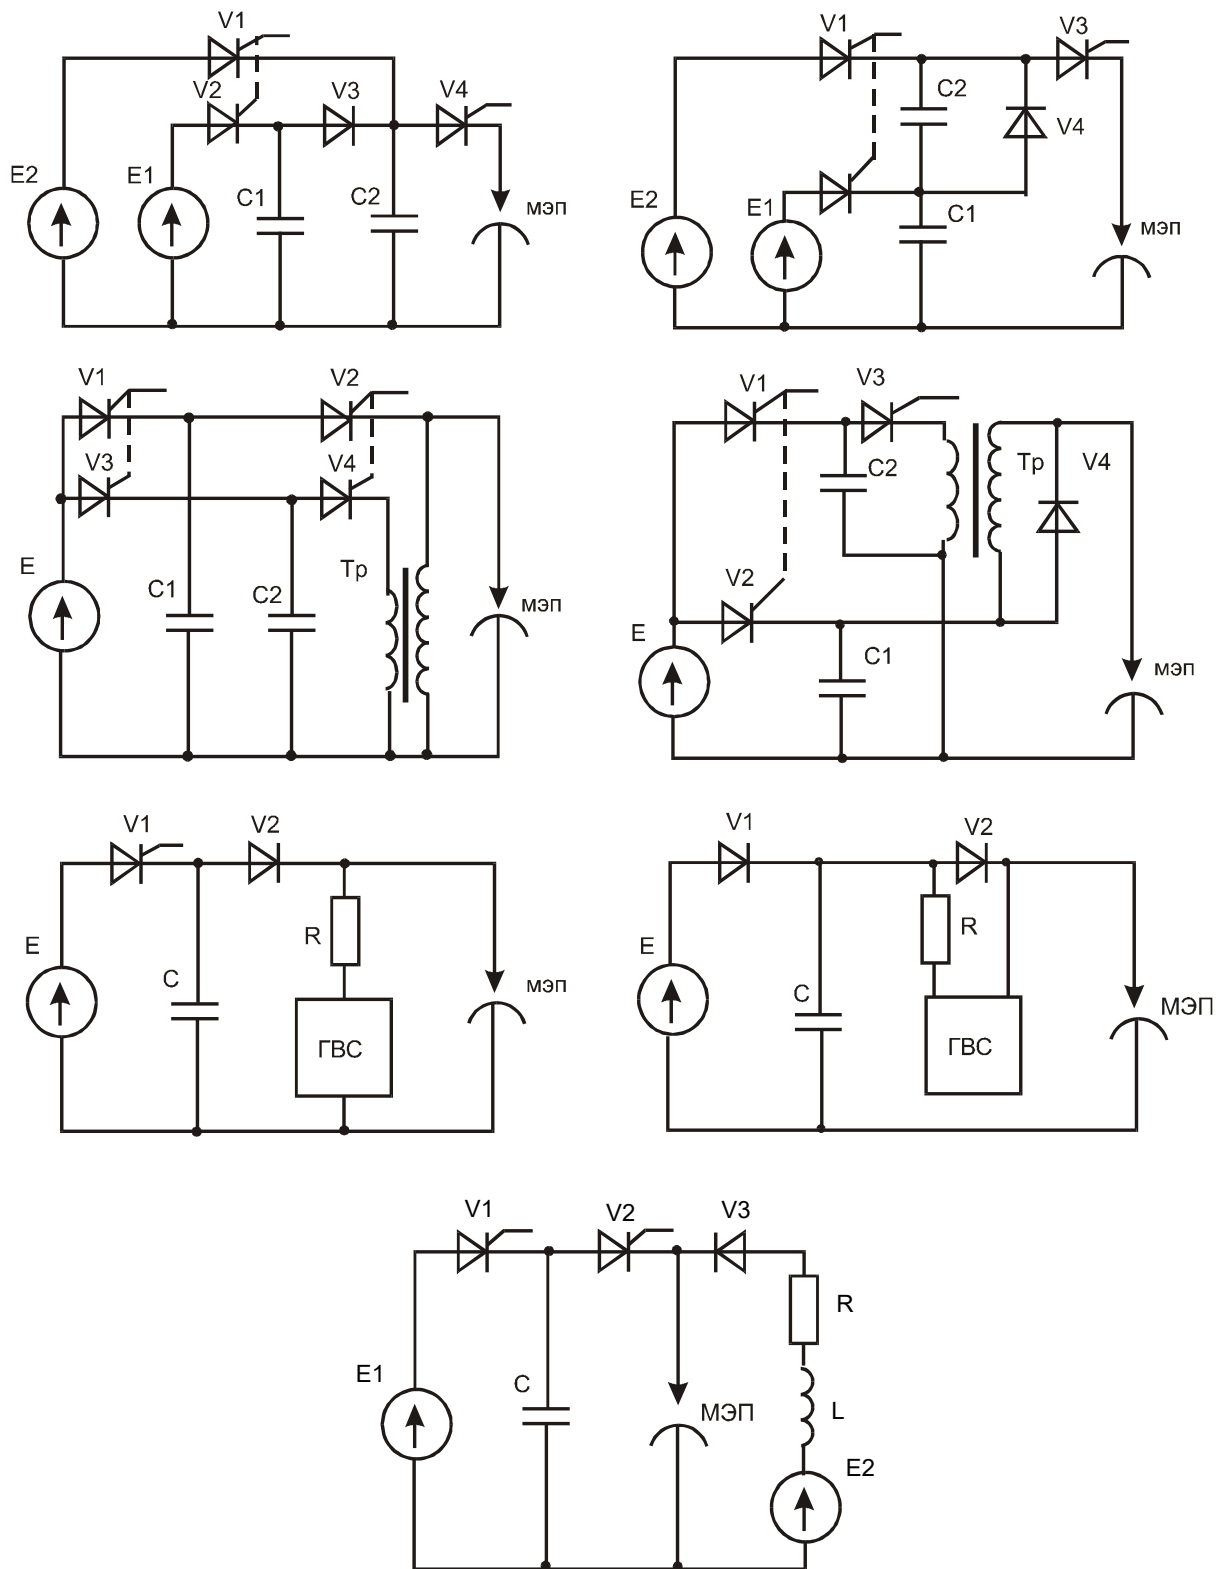 V1
V2 V3 V4
E2 E1 C1 C2 мэп
V1 V3
C2 V4
E2 E1 C1 мэп
V1 V2
V3 V4
E C1 C2 Тр мэп
V1 V3
C2 Тр V4
V2
E C1 мэп
V1 V2
E R
C ГВС мэп
V1 V2
E R
C ГВС МЭП
V1 V2 V3
R
E1 C МЭП L
E2